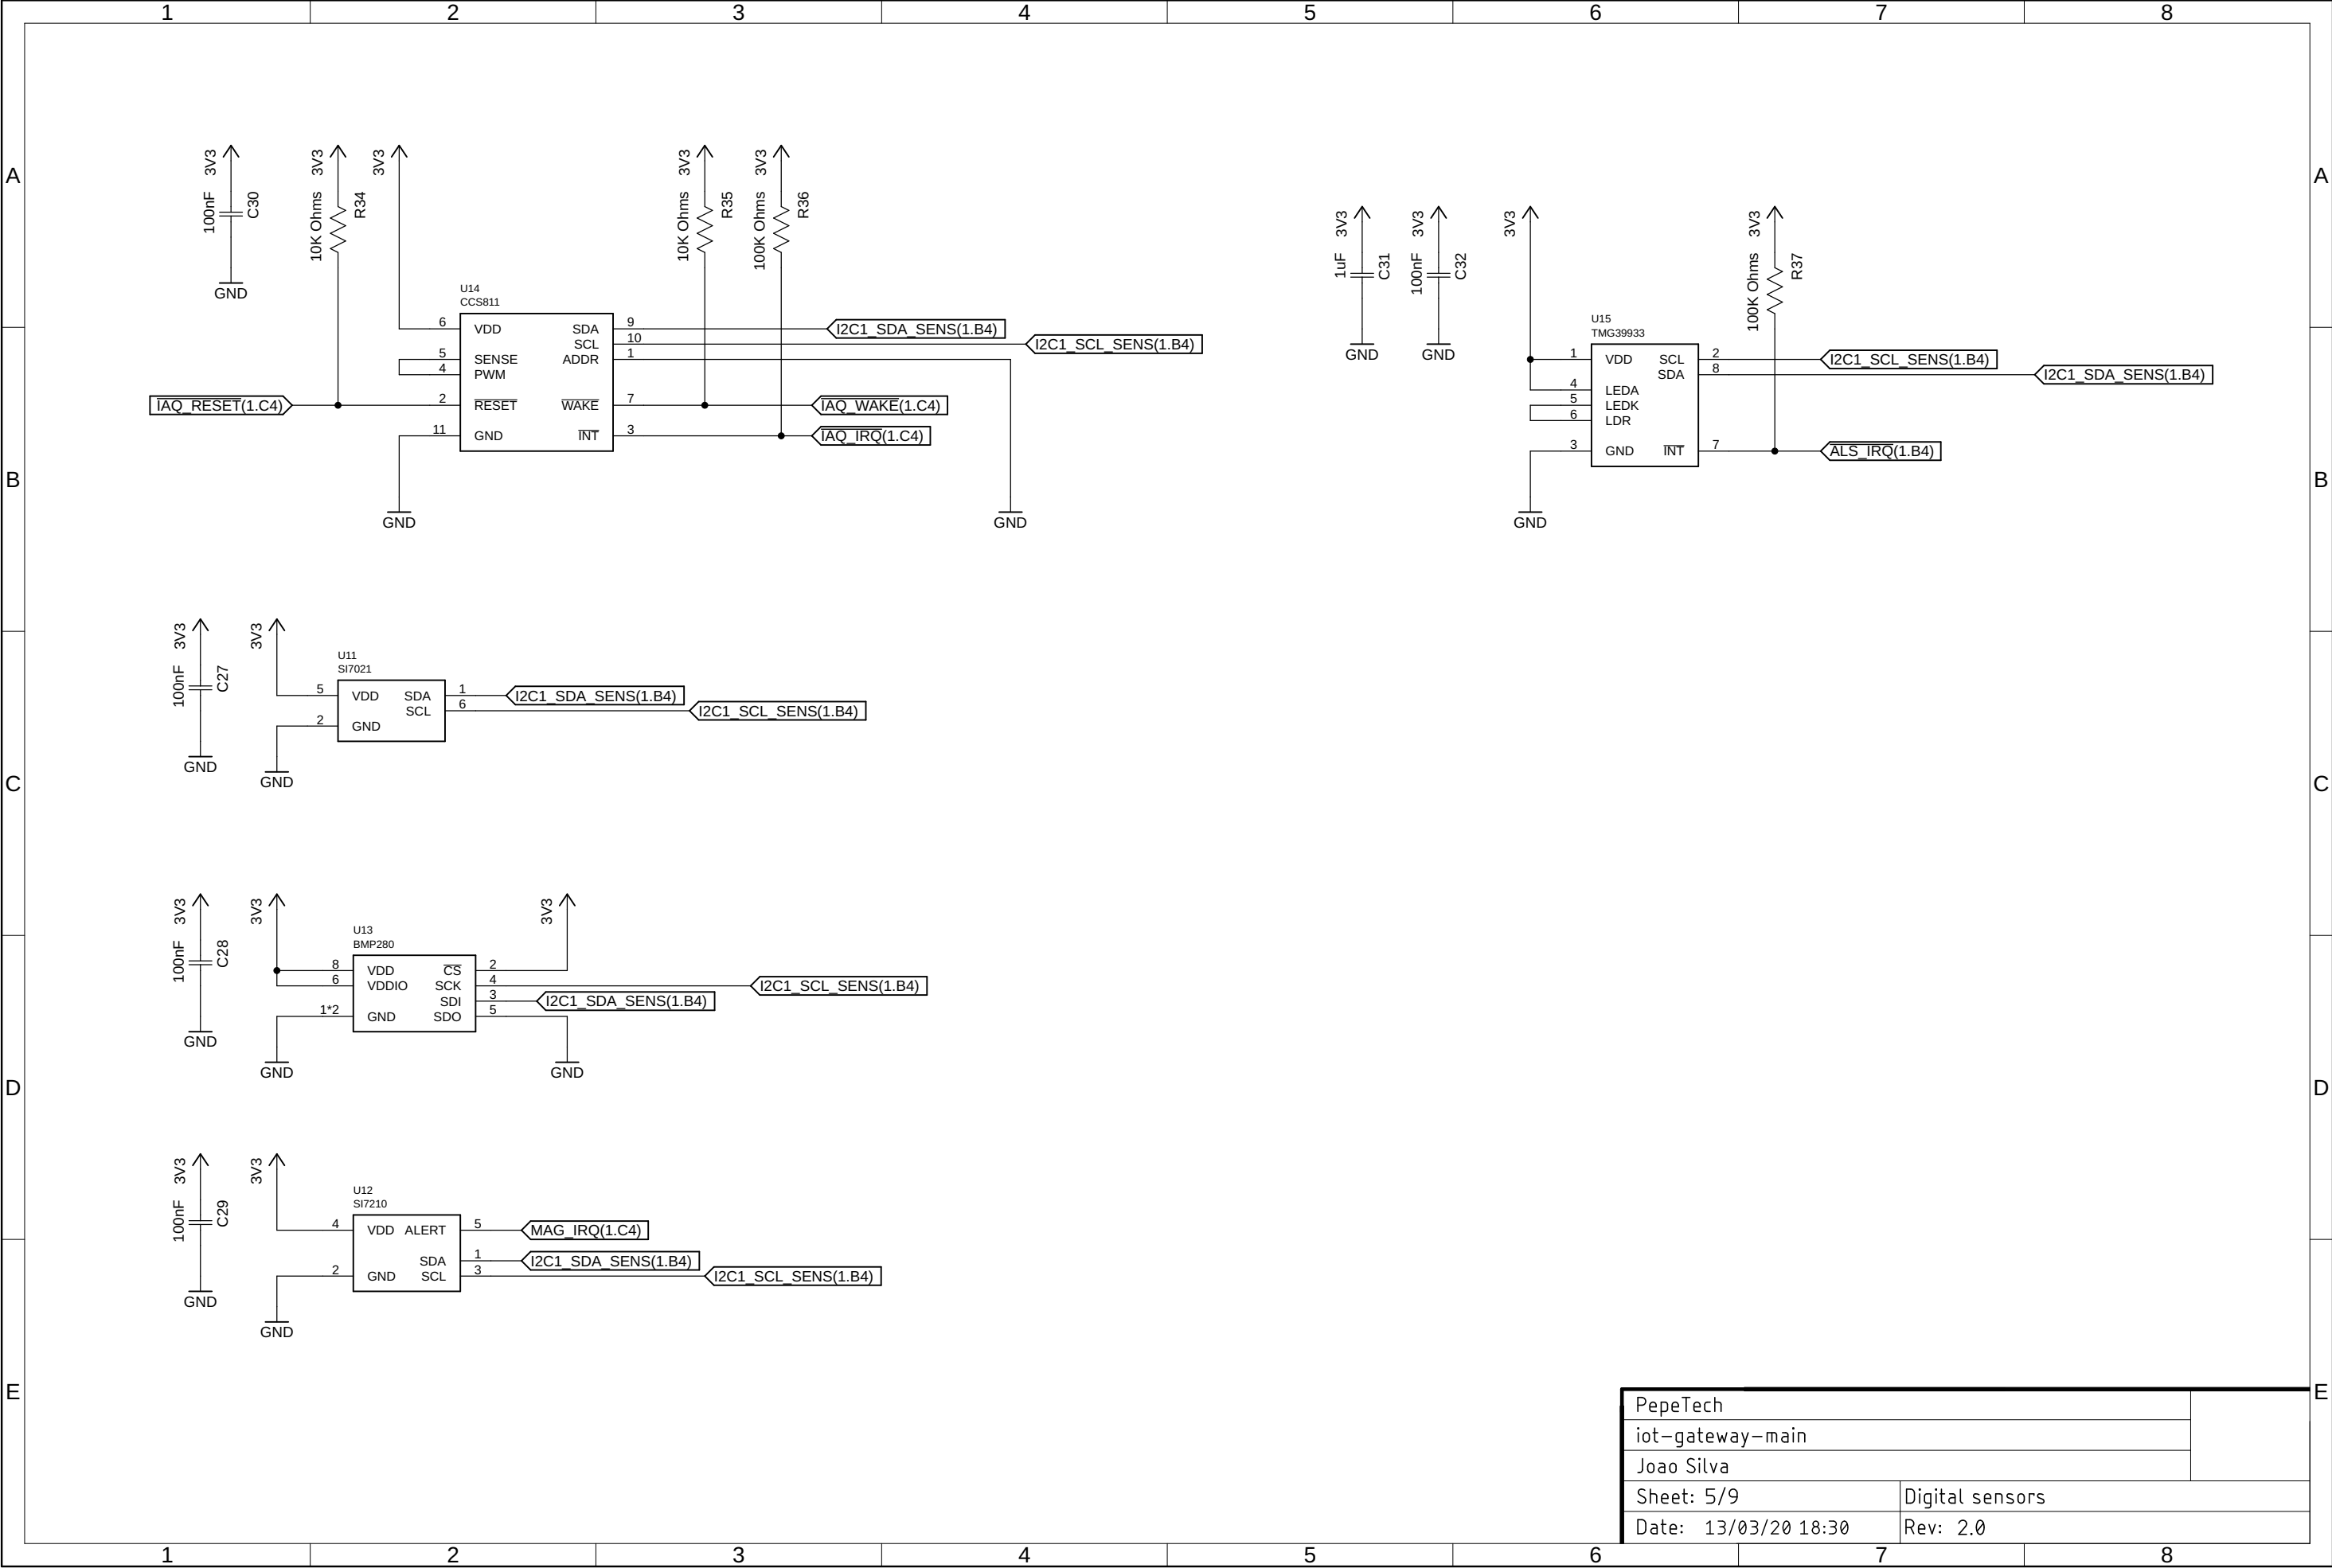 1 2 3 4 5 6 7 8
A A
B B
C C
D D
E E
3V3
100nF
C30
GND
3V3
10K Ohms
R34
3V3
3V3
10K Ohms
R35
3V3
100K Ohms
R36
U14
CCS811
6 VDD SDA 9
SCL 10
5 SENSE ADDR 1
4 PWM
2 RESET WAKE 7
11 GND INT 3
IAQ_RESET(1.C4)
I2C1_SDA_SENS(1.B4)
I2C1_SCL_SENS(1.B4)
IAQ_WAKE(1.C4)
IAQ_IRQ(1.C4)
GND
GND
3V3
1uF
C31
GND
3V3
100nF
C32
GND
3V3
3V3
100K Ohms
R37
U15
TMG39933
1 VDD SCL 2
SDA 8
4 LEDA
5 LEDK
6 LDR
3 GND INT 7
I2C1_SCL_SENS(1.B4)
I2C1_SDA_SENS(1.B4)
ALS_IRQ(1.B4)
GND
3V3
100nF
C27
GND
3V3
U11
SI7021
5 VDD SDA 1
SCL 6
2 GND
I2C1_SDA_SENS(1.B4)
I2C1_SCL_SENS(1.B4)
GND
3V3
100nF
C28
GND
3V3
3V3
U13
BMP280
8 VDD CS 2
6 VDDIO SCK 4
SDI 3
1*2 GND SDO 5
I2C1_SCL_SENS(1.B4)
I2C1_SDA_SENS(1.B4)
GND
GND
3V3
100nF
C29
GND
3V3
U12
SI7210
4 VDD ALERT 5
SDA 1
2 GND SCL 3
MAG_IRQ(1.C4)
I2C1_SDA_SENS(1.B4)
I2C1_SCL_SENS(1.B4)
GND
PepeTech
iot-gateway-main
Joao Silva
Sheet: 5/9 Digital sensors
Date: 13/03/20 18:30 Rev: 2.0
1 2 3 4 5 6 7 8